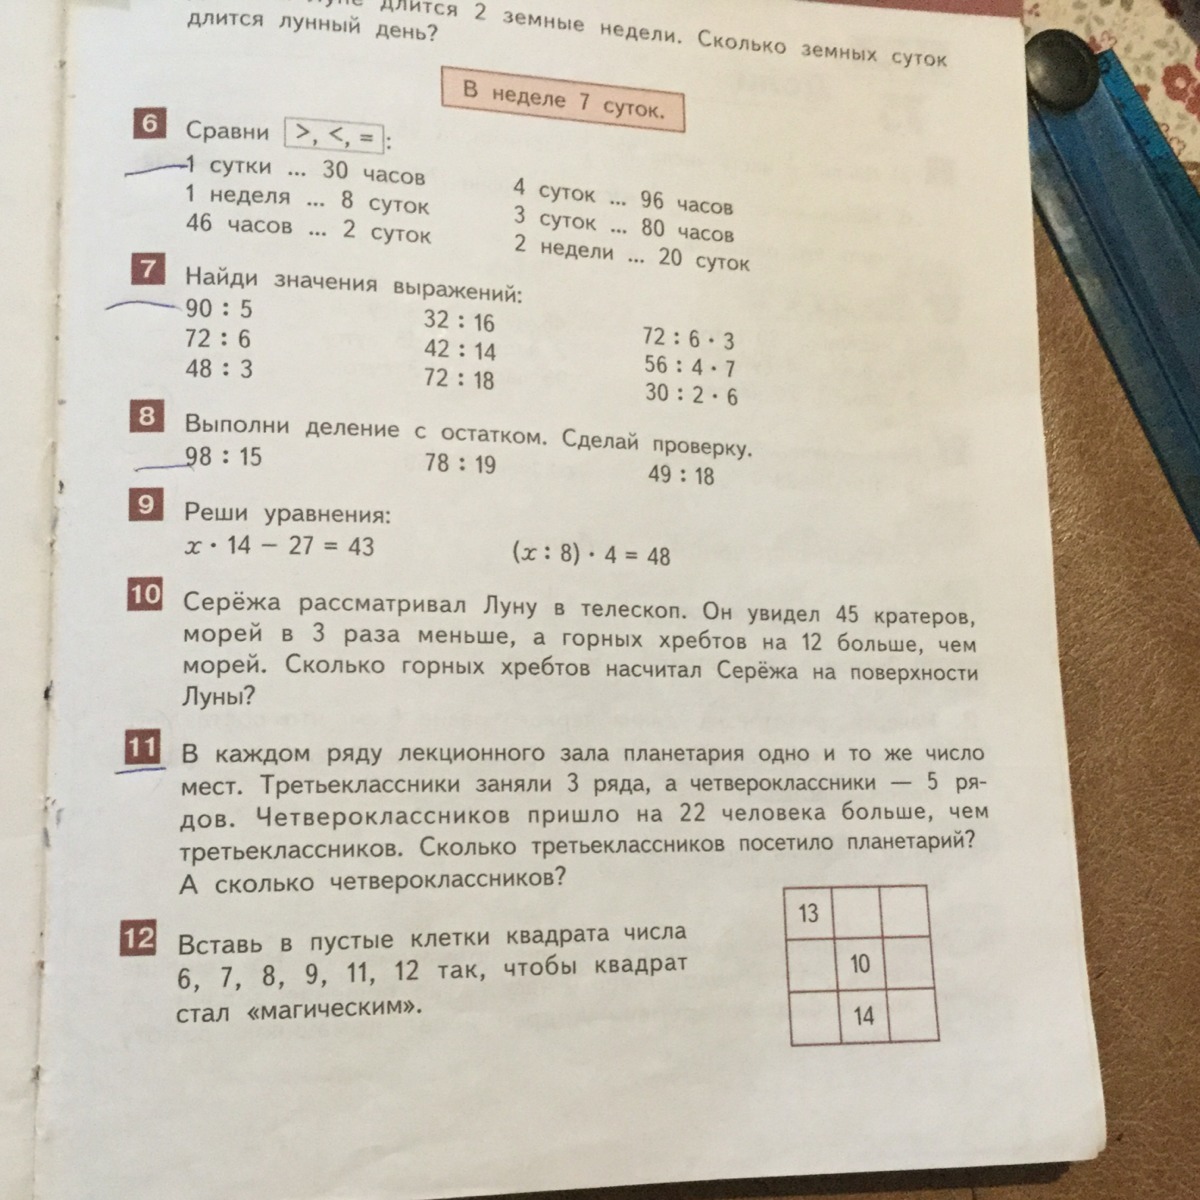 длится 2 земные недели. Сколько земных суток
длится лунный день?
В неделе 7 суток.
6 Сравни >, <, = :
1 сутки ... 30 часов
1 неделя ... 8 суток
46 часов ... 2 суток
4 суток ... 96 часов
3 суток ... 80 часов
2 недели ... 20 суток
7 Найди значения выражений:
90 : 5
72 : 6
48 : 3
32 : 16
42 : 14
72 : 18
72 : 6 · 3
56 : 4 · 7
30 : 2 · 6
8 Выполни деление с остатком. Сделай проверку.
98 : 15 78 : 19 49 : 18
9 Реши уравнения:
x · 14 − 27 = 43 (x : 8) · 4 = 48
10 Серёжа рассматривал Луну в телескоп. Он увидел 45 кратеров,
морей в 3 раза меньше, а горных хребтов на 12 больше, чем
морей. Сколько горных хребтов насчитал Серёжа на поверхности
Луны?
11 В каждом ряду лекционного зала планетария одно и то же число
мест. Третьеклассники заняли 3 ряда, а четвероклассники — 5 ря-
дов. Четвероклассников пришло на 22 человека больше, чем
третьеклассников. Сколько третьеклассников посетило планетарий?
А сколько четвероклассников?
12 Вставь в пустые клетки квадрата числа
6, 7, 8, 9, 11, 12 так, чтобы квадрат
стал «магическим».
13
10
14